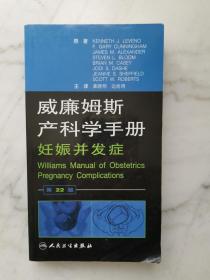 原 著 KENNETH J. LEVENO
F. GARY CUNNINGHAM
JAMES M. ALEXANDER
STEVEN L. BLOOM
BRIAN M. CASEY
JODI S. DASHE
JEANNE S. SHEFFIELD
SCOTT W. ROBERTS
主 译
威廉姆斯
产科学手册
妊娠并发症
Williams Manual of Obstetrics
Pregnancy Complications
第 22 版
人民卫生出版社